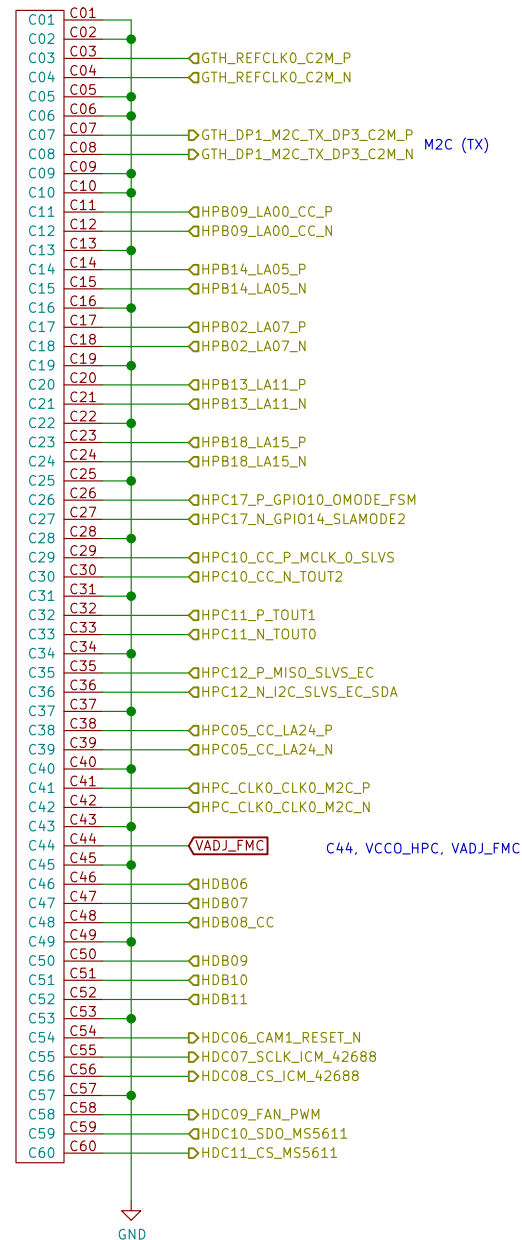 C01 C01
C02 C02
C03 C03 GTH_REFCLK0_C2M_P
C04 C04 GTH_REFCLK0_C2M_N
C05 C05
C06 C06
C07 C07 GTH_DP1_M2C_TX_DP3_C2M_P
M2C (TX)
C08 C08 GTH_DP1_M2C_TX_DP3_C2M_N
C09 C09
C10 C10
C11 C11 HPB09_LA00_CC_P
C12 C12 HPB09_LA00_CC_N
C13 C13
C14 C14 HPB14_LA05_P
C15 C15 HPB14_LA05_N
C16 C16
C17 C17 HPB02_LA07_P
C18 C18 HPB02_LA07_N
C19 C19
C20 C20 HPB13_LA11_P
C21 C21 HPB13_LA11_N
C22 C22
C23 C23 HPB18_LA15_P
C24 C24 HPB18_LA15_N
C25 C25
C26 C26 HPC17_P_GPIO10_OMODE_FSM
C27 C27 HPC17_N_GPIO14_SLAMODE2
C28 C28
C29 C29 HPC10_CC_P_MCLK_0_SLVS
C30 C30 HPC10_CC_N_TOUT2
C31 C31
C32 C32 HPC11_P_TOUT1
C33 C33 HPC11_N_TOUT0
C34 C34
C35 C35 HPC12_P_MISO_SLVS_EC
C36 C36 HPC12_N_I2C_SLVS_EC_SDA
C37 C37
C38 C38 HPC05_CC_LA24_P
C39 C39 HPC05_CC_LA24_N
C40 C40
C41 C41 HPC_CLK0_CLK0_M2C_P
C42 C42 HPC_CLK0_CLK0_M2C_N
C43 C43
C44 C44 VADJ_FMC C44, VCCO_HPC, VADJ_FMC
C45 C45
C46 C46 HDB06
C47 C47 HDB07
C48 C48 HDB08_CC
C49 C49
C50 C50 HDB09
C51 C51 HDB10
C52 C52 HDB11
C53 C53
C54 C54 HDC06_CAM1_RESET_N
C55 C55 HDC07_SCLK_ICM_42688
C56 C56 HDC08_CS_ICM_42688
C57 C57
C58 C58 HDC09_FAN_PWM
C59 C59 HDC10_SDO_MS5611
C60 C60 HDC11_CS_MS5611
GND